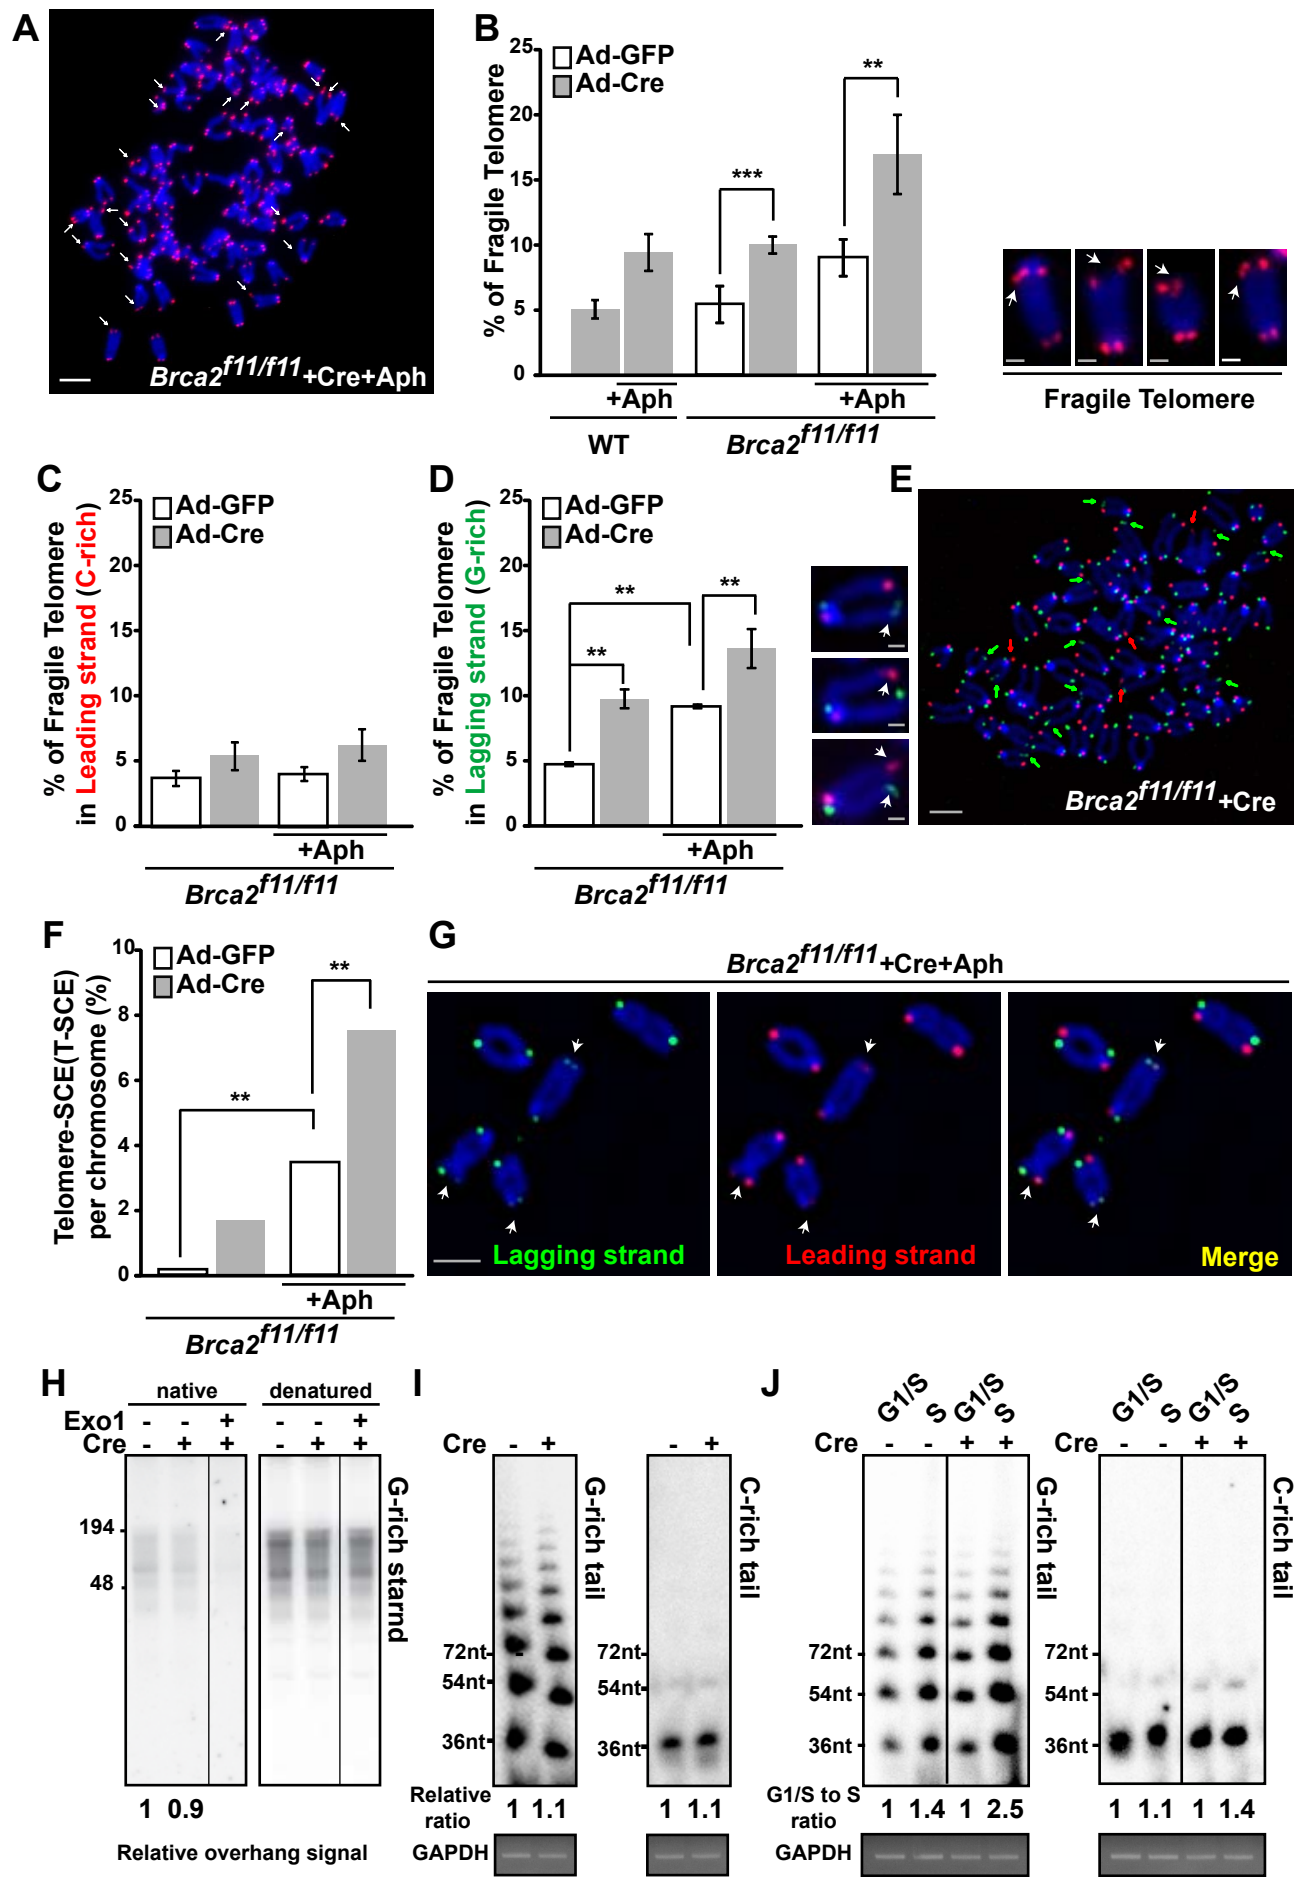 A
Brca2f11/f11+Cre+Aph
B
Ad-GFP
Ad-Cre
% of Fragile Telomere
25
20
15
10
5
0
**
***
+Aph
+Aph
WT
Brca2f11/f11
Fragile Telomere
C
% of Fragile Telomere
in Leading strand (C-rich)
Ad-GFP
Ad-Cre
25
20
15
10
5
0
+Aph
Brca2f11/f11
D
% of Fragile Telomere
in Lagging strand (G-rich)
Ad-GFP
Ad-Cre
25
20
15
10
5
0
**
**
**
+Aph
Brca2f11/f11
E
Brca2f11/f11+Cre
F
Telomere-SCE(T-SCE)
per chromosome (%)
Ad-GFP
Ad-Cre
10
8
6
4
2
0
**
**
+Aph
Brca2f11/f11
G
Brca2f11/f11+Cre+Aph
Lagging strand
Leading strand
Merge
H
native denatured
Exo1 - - + - - +
Cre - + + - + +
194
48
G-rich starnd
1 0.9
Relative overhang signal
I
Cre - + - +
G-rich tail
C-rich tail
72nt
54nt
36nt
72nt
54nt
36nt
Relative
ratio
1 1.1 1 1.1
GAPDH
J
G1/S S G1/S S G1/S S G1/S S
Cre - - + + - - + +
G-rich tail
C-rich tail
72nt
54nt
36nt
72nt
54nt
36nt
G1/S to S
ratio
1 1.4 1 2.5 1 1.1 1 1.4
GAPDH